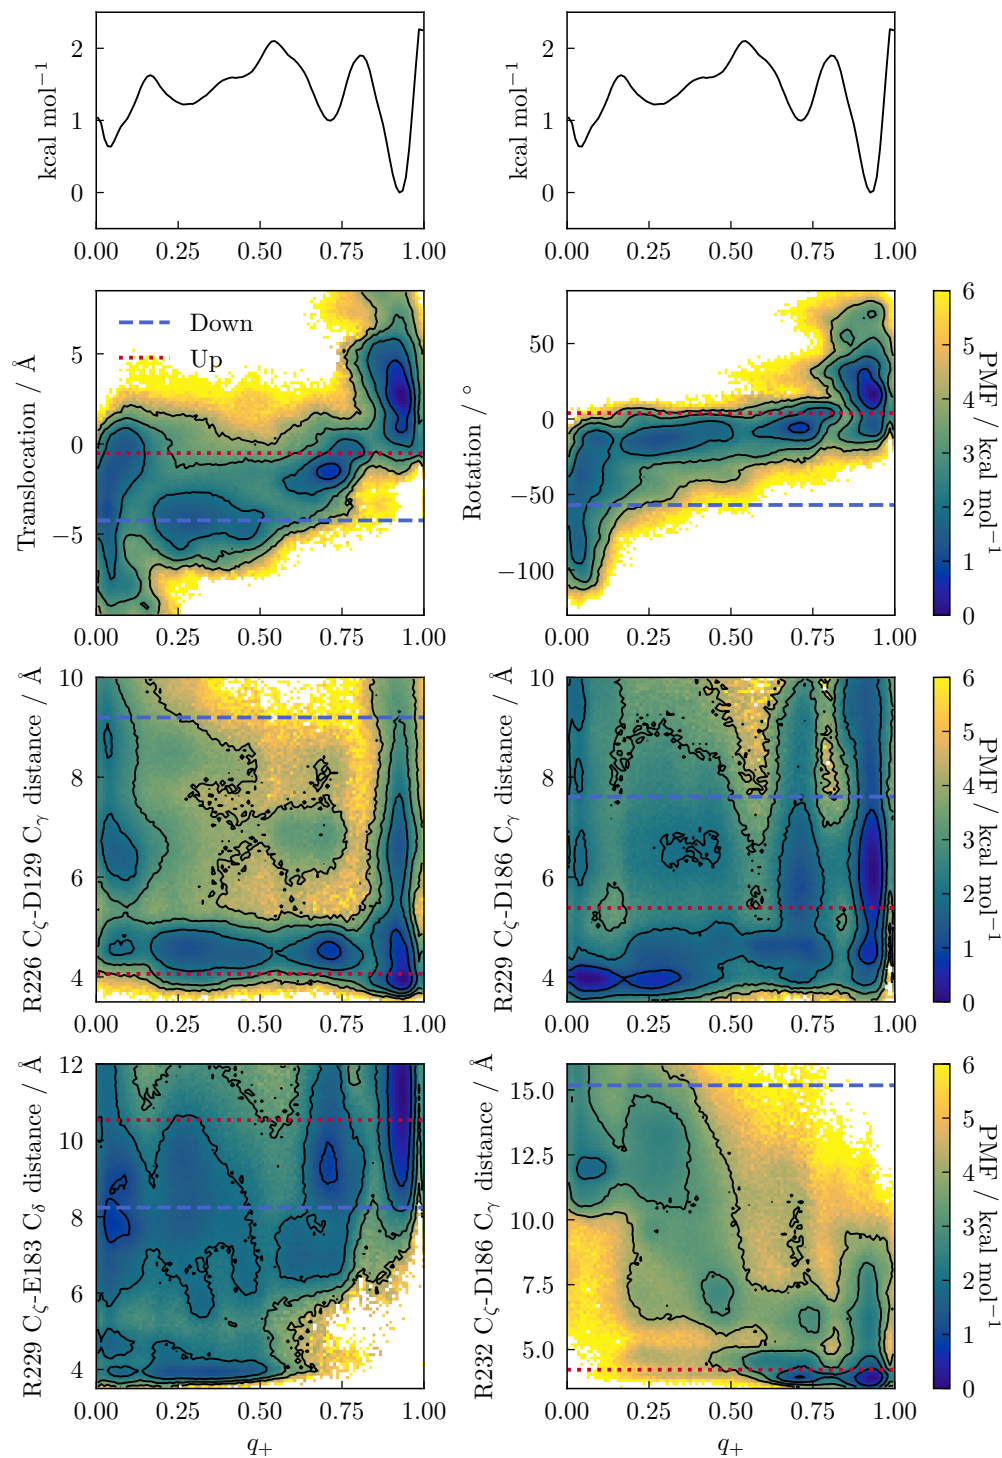 kcal mol⁻¹
2
1
0
0.00 0.25 0.50 0.75 1.00
kcal mol⁻¹
2
1
0
0.00 0.25 0.50 0.75 1.00
Translocation / Å
5
0
−5
Down
Up
0.00 0.25 0.50 0.75 1.00
Rotation / °
50
0
−50
−100
0.00 0.25 0.50 0.75 1.00
6
5
4
3
2
1
0
PMF / kcal mol⁻¹
R226 Cζ-D129 Cγ distance / Å
10
8
6
4
0.00 0.25 0.50 0.75 1.00
R229 Cζ-D186 Cγ distance / Å
10
8
6
4
0.00 0.25 0.50 0.75 1.00
6
5
4
3
2
1
0
PMF / kcal mol⁻¹
R229 Cζ-E183 Cδ distance / Å
12
10
8
6
4
0.00 0.25 0.50 0.75 1.00
q₊
R232 Cζ-D186 Cγ distance / Å
15.0
12.5
10.0
7.5
5.0
0.00 0.25 0.50 0.75 1.00
q₊
6
5
4
3
2
1
0
PMF / kcal mol⁻¹